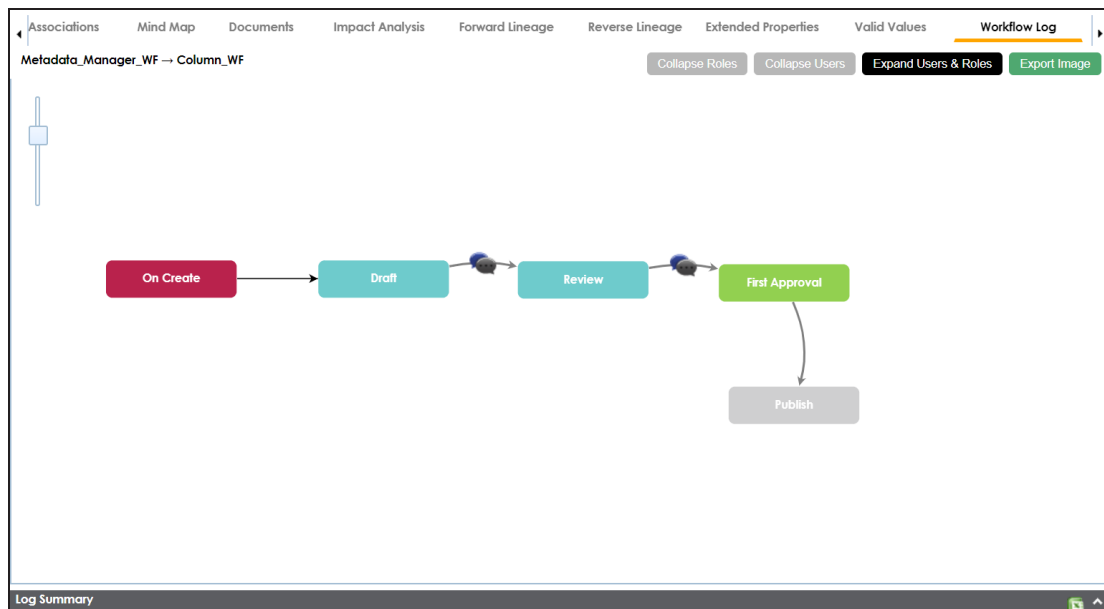 Associations Mind Map Documents Impact Analysis Forward Lineage Reverse Lineage Extended Properties Valid Values Workflow Log
Metadata_Manager_WF → Column_WF
Collapse Roles Collapse Users Expand Users & Roles Export Image
On Create Draft Review First Approval
Publish
Log Summary